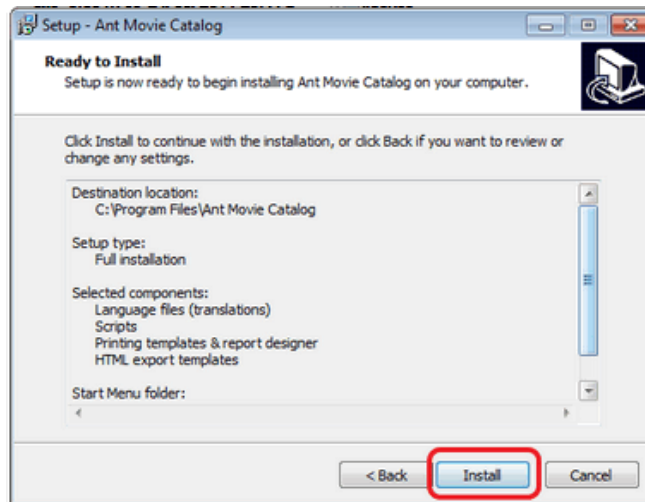 Setup - Ant Movie Catalog
Ready to Install
Setup is now ready to begin installing Ant Movie Catalog on your computer.
Click Install to continue with the installation, or click Back if you want to review or
change any settings.
Destination location:
C:\Program Files\Ant Movie Catalog
Setup type:
Full installation
Selected components:
Language files (translations)
Scripts
Printing templates & report designer
HTML export templates
Start Menu folder:
< Back
Install
Cancel